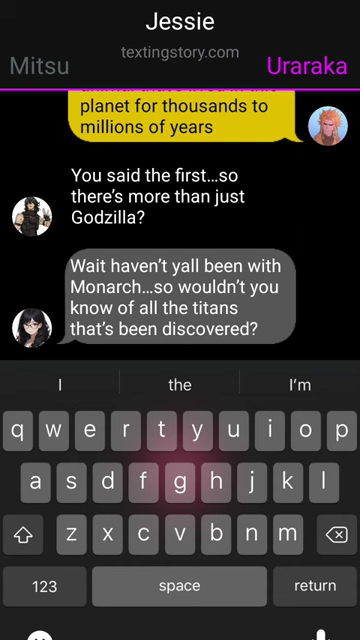 Jessie
textingstory.com
Mitsu
Uraraka
planet for thousands to
millions of years
You said the first...so
there's more than just
Godzilla?
Wait haven't yall been with
Monarch...so wouldn't you
know of all the titans
that's been discovered?
I the I'm
q w e r t y u i o p
a s d f g h j k l
z x c v b n m
123 space return